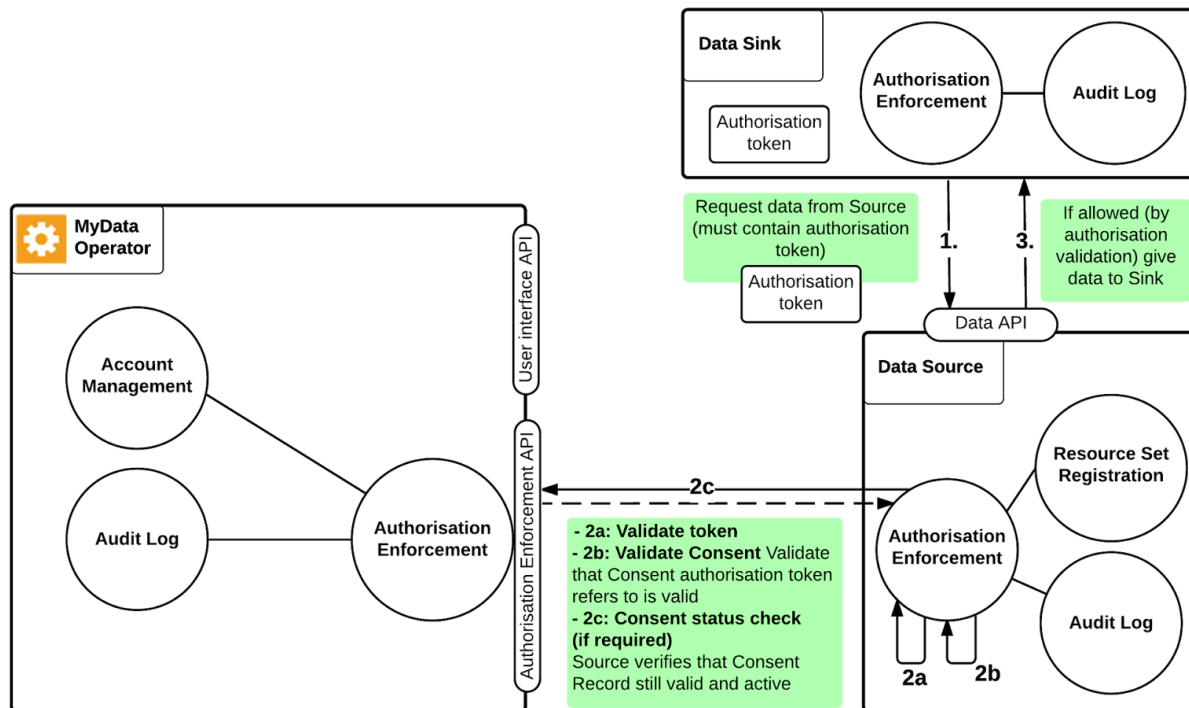 Data Sink
Authorisation
Enforcement
Audit Log
Authorisation
token
Request data from Source
(must contain authorisation
token)
Authorisation
token
1.
3.
If allowed (by
authorisation
validation) give
data to Sink
MyData
Operator
User interface API
Account
Management
Audit Log
Authorisation
Enforcement
Authorisation Enforcement API
2c
- 2a: Validate token
- 2b: Validate Consent Validate
that Consent authorisation token
refers to is valid
- 2c: Consent status check
(if required)
Source verifies that Consent
Record still valid and active
Data API
Data Source
Resource Set
Registration
Authorisation
Enforcement
Audit Log
2a
2b